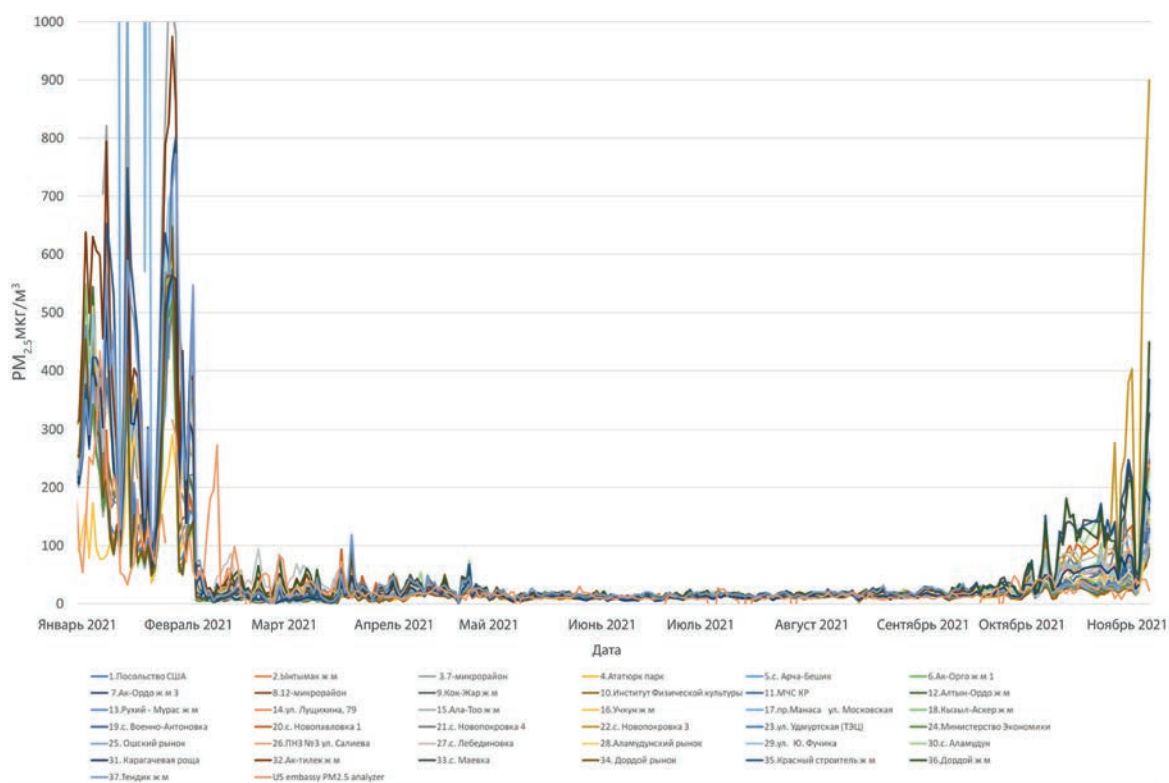 1000
900
800
700
600
500
400
300
200
100
0
PM2.5 мкг/м³
Январь 2021 Февраль 2021 Март 2021 Апрель 2021 Май 2021 Июнь 2021 Июль 2021 Август 2021 Сентябрь 2021 Октябрь 2021 Ноябрь 2021
Дата
1.Посольство США 2.Ынтымак ж м 3.7-микрорайон 4.Ататюрк парк 5.с. Арча-Бешик 6.Ак-Орго ж м 1
7.Ак-Ордо ж м 3 8.12-микрорайон 9.Кок-Жар ж м 10.Институт Физической культуры 11.МЧС КР 12.Алтын-Ордо ж м
13.Рухий - Мурас ж м 14.ул. Лущихина, 79 15.Ала-Тоо ж м 16.Учкун ж м 17.пр.Манаса ул. Московская 18.Кызыл-Аскер ж м
19.с. Военно-Антоновка 20.с. Новопавловка 1 21.с. Новопокровка 4 22.с. Новопокровка 3 23.ул. Удмуртская (ТЭЦ) 24.Министерство Экономики
25. Ошский рынок 26.ПНЗ №3 ул. Салиева 27.с. Лебединовка 28.Аламудунский рынок 29.ул. Ю. Фучика 30.с. Аламудун
31. Карагачевая роща 32.Ак-тилек ж м 33.с. Маевка 34. Дордой рынок 35.Красный строитель ж м 36.Дордой ж м
37.Тендик ж м US embassy PM2.5 analyzer